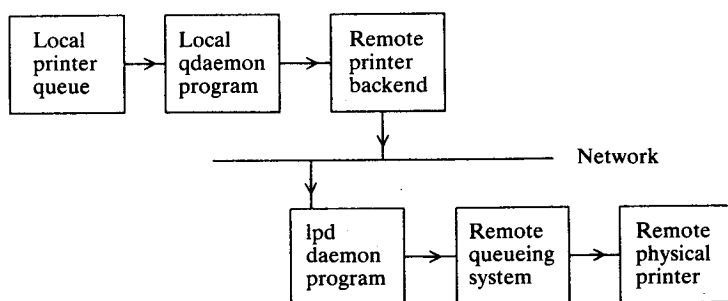 Local
printer
queue
Local
qdaemon
program
Remote
printer
backend
Network
lpd
daemon
program
Remote
queueing
system
Remote
physical
printer